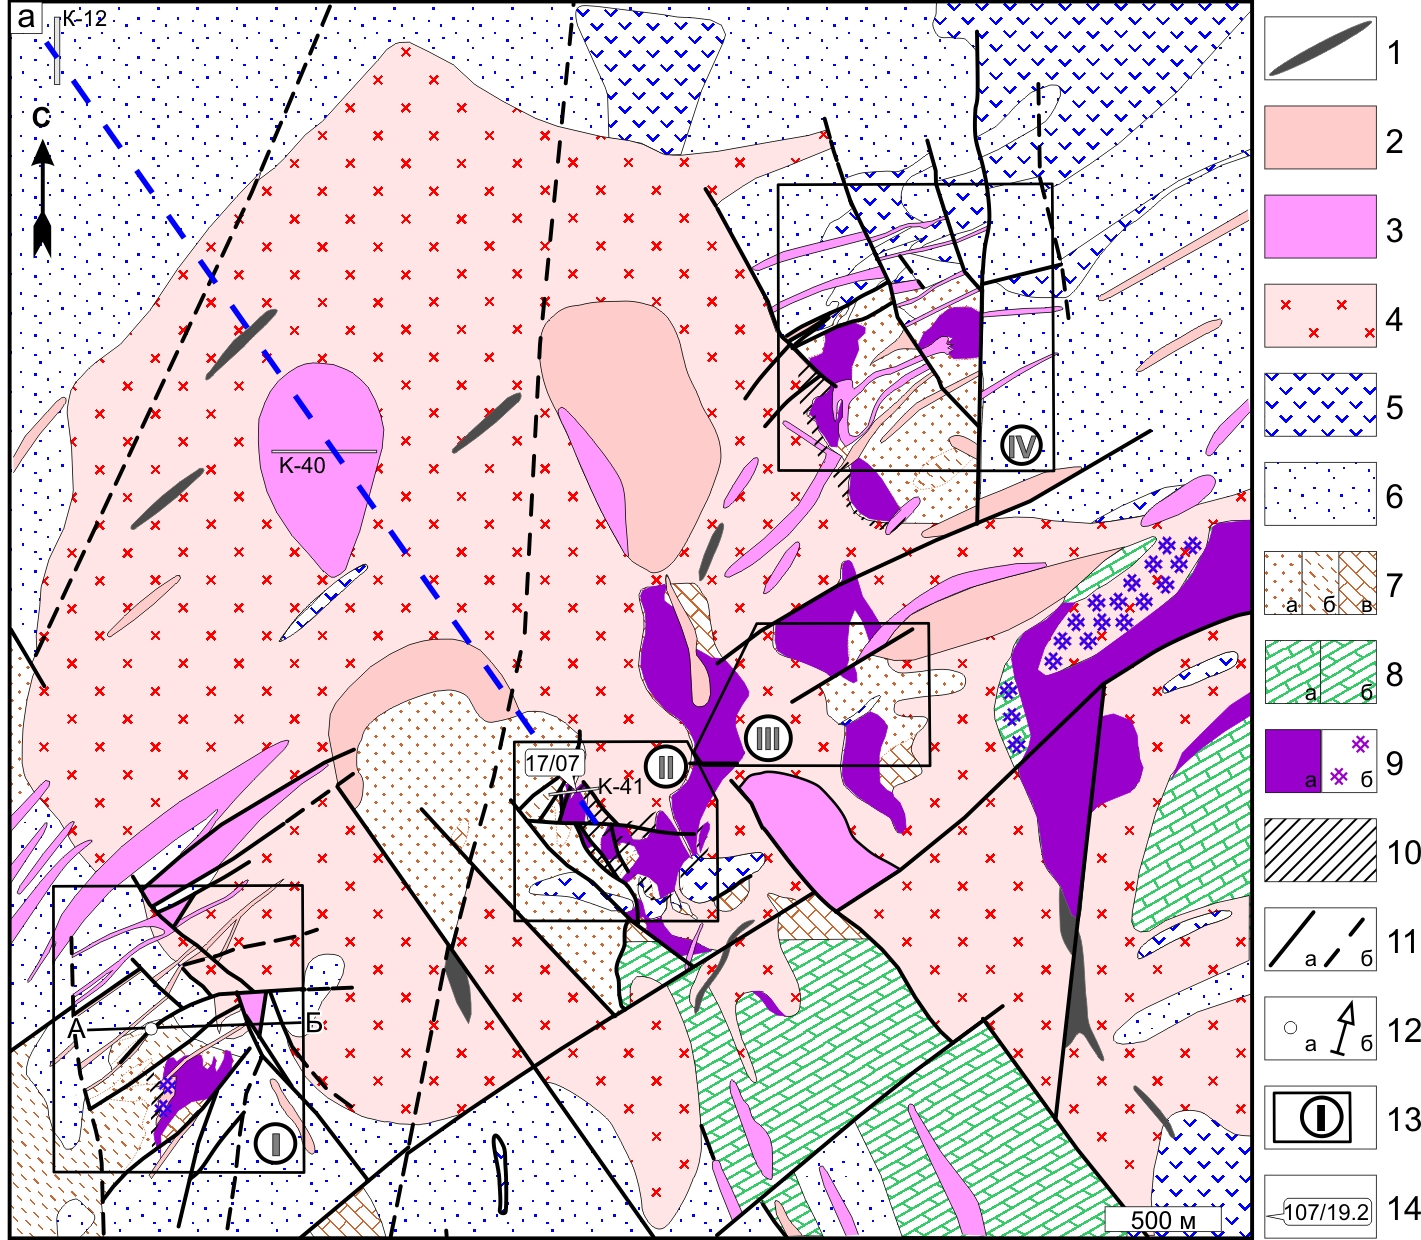 а
К-12
С
К-40
IV
III
17/07
II
К-41
А
Б
I
500 м
1
2
3
4
5
6
а б в 7
а б 8
а б 9
10
а б 11
а б 12
I 13
107/19.2 14